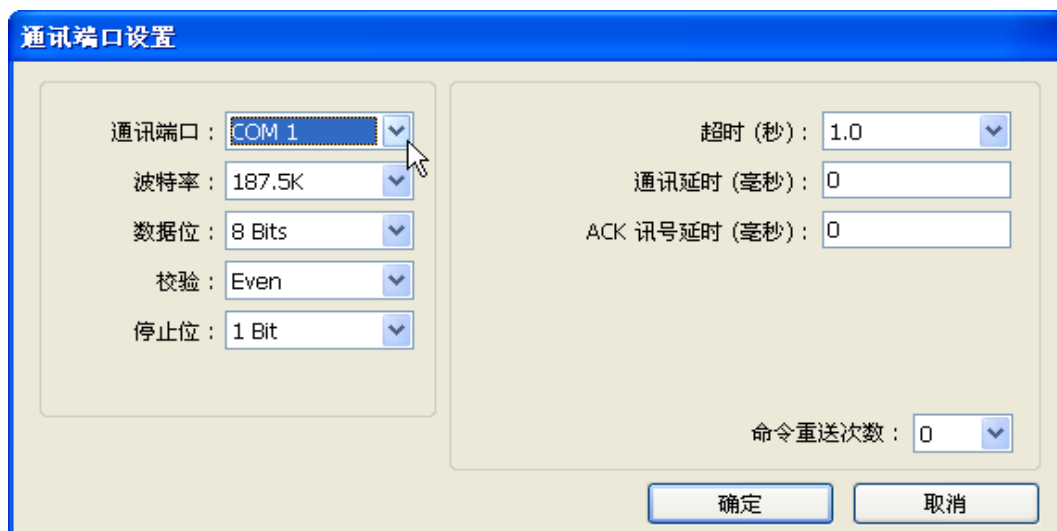 通讯端口设置
通讯端口： COM 1
波特率： 187.5K
数据位： 8 Bits
校验： Even
停止位： 1 Bit
超时 (秒)： 1.0
通讯延时 (毫秒)： 0
ACK 讯号延时 (毫秒)： 0
命令重送次数： 0
确定 取消